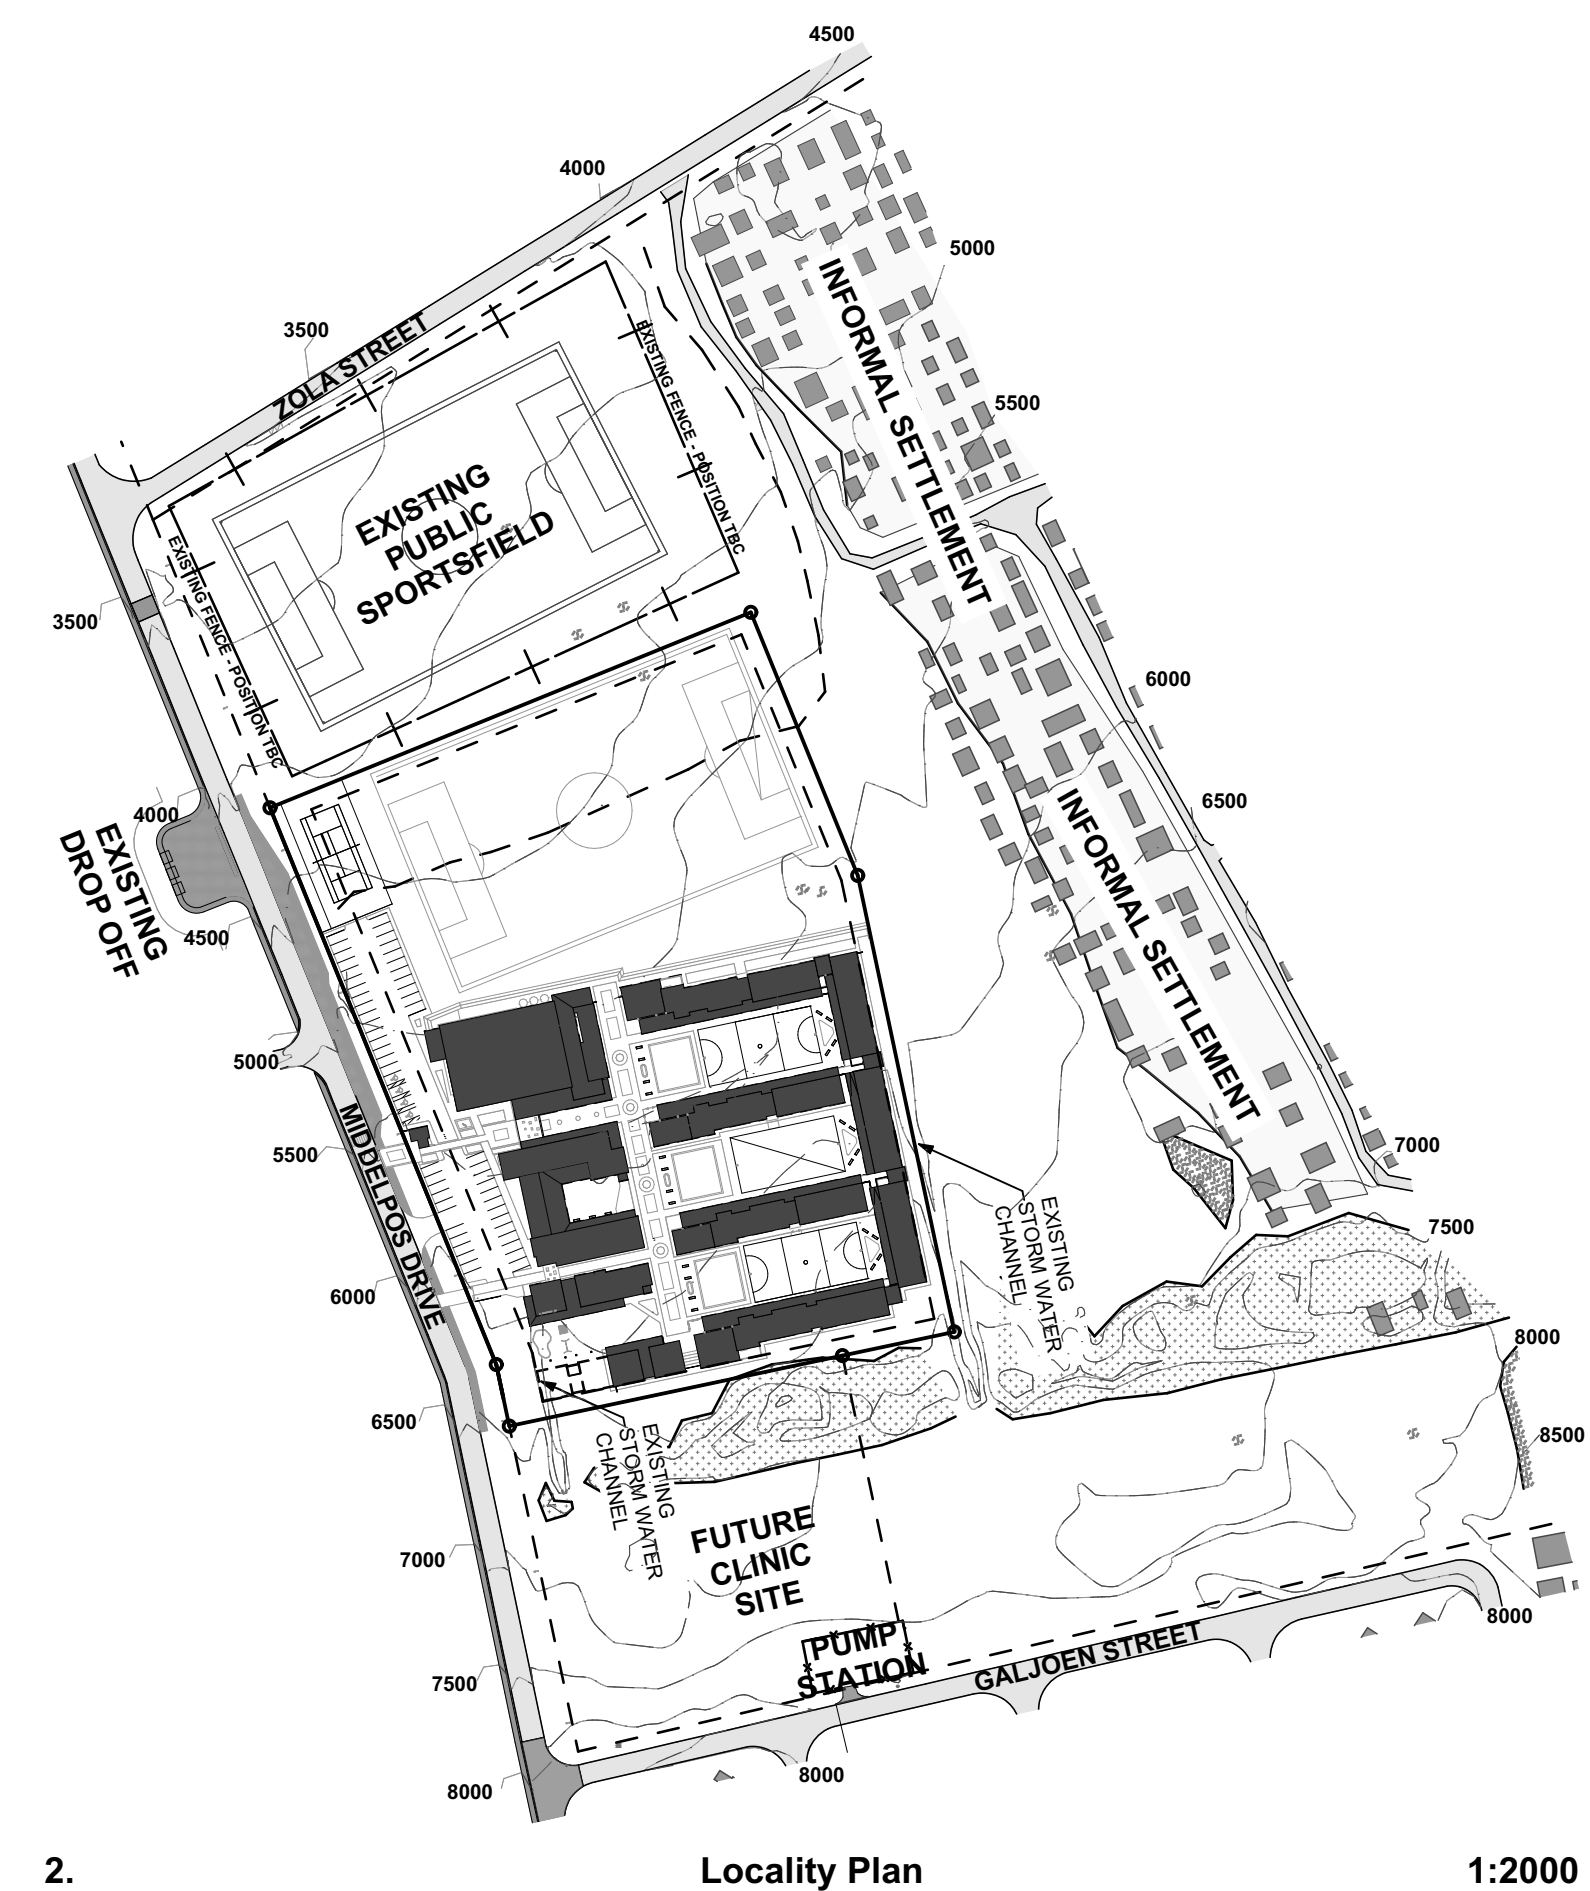 4500
4000
5000
3500
ZOLA STREET
INFORMAL SETTLEMENT
5500
EXISTING FENCE - POSITION TBC
EXISTING
PUBLIC
SPORTSFIELD
EXISTING FENCE - POSITION TBC
3500
6000
6500
INFORMAL SETTLEMENT
4000
EXISTING
DROP OFF
4500
5000
MIDDELPOS DRIVE
5500
7000
EXISTING
STORM WATER
CHANNEL
7500
6000
8000
6500
8500
EXISTING
STORM WATER
CHANNEL
FUTURE
CLINIC
SITE
7000
8000
PUMP
STATION
GALJOEN STREET
7500
8000
8000
2.
Locality Plan
1:2000